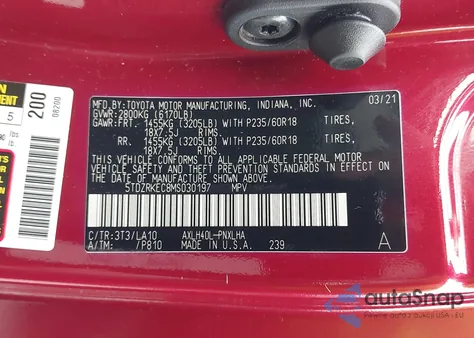 MFD.BY:TOYOTA MOTOR MANUFACTURING, INDIANA, INC.
03/21
GVWR: 2800KG (6170LB)
GAWR:FRT. 1455KG (3205LB) WITH P235/60R18 TIRES,
18X7.5J RIMS.
RR. 1455KG (3205LB) WITH P235/60R18 TIRES,
18X7.5J RIMS.
THIS VEHICLE CONFORMS TO ALL APPLICABLE FEDERAL MOTOR
VEHICLE SAFETY AND THEFT PREVENTION STANDARDS IN EFFECT
ON THE DATE OF MANUFACTURE SHOWN ABOVE.
5TDZRKEC8MS030197 MPV
C/TR:3T3/LA10 AXLH40L-PNXLHA
A/TM: /P810 MADE IN U.S.A. 239
A
5
lbs
200
00200
autoSnap